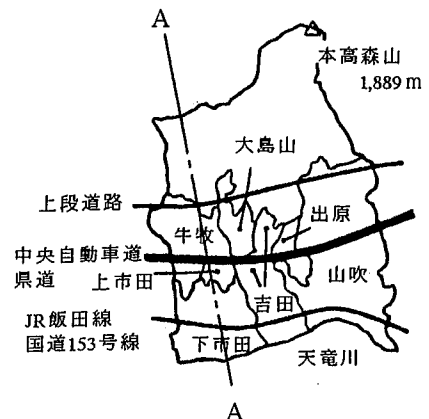 A
本高森山
1,889m
大島山
上段道路
出原
牛牧
中央自動車道
県道
上市田
山吹
吉田
JR飯田線
国道153号線
下市田
天竜川
A